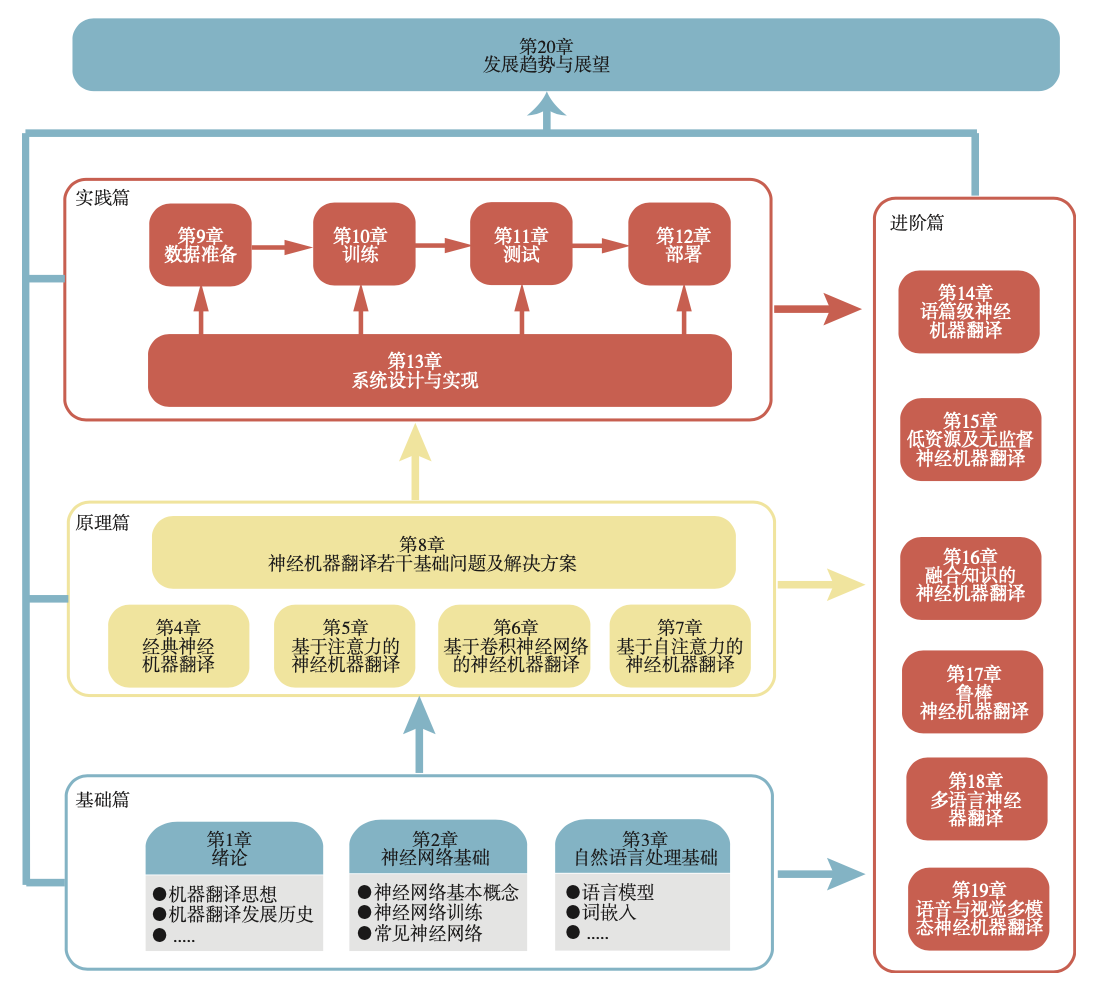 第20章
发展趋势与展望
实践篇
第9章
数据准备
第10章
训练
第11章
测试
第12章
部署
第13章
系统设计与实现
原理篇
第8章
神经机器翻译若干基础问题及解决方案
第4章
经典神经
机器翻译
第5章
基于注意力的
神经机器翻译
第6章
基于卷积神经网络
的神经机器翻译
第7章
基于自注意力的
神经机器翻译
基础篇
第1章
绪论
●机器翻译思想
●机器翻译发展历史
● .....
第2章
神经网络基础
●神经网络基本概念
●神经网络训练
●常见神经网络
第3章
自然语言处理基础
●语言模型
●词嵌入
● .....
进阶篇
第14章
语篇级神经
机器翻译
第15章
低资源及无监督
神经机器翻译
第16章
融合知识的
神经机器翻译
第17章
鲁棒
神经机器翻译
第18章
多语言神经机
器翻译
第19章
语音与视觉多模
态神经机器翻译